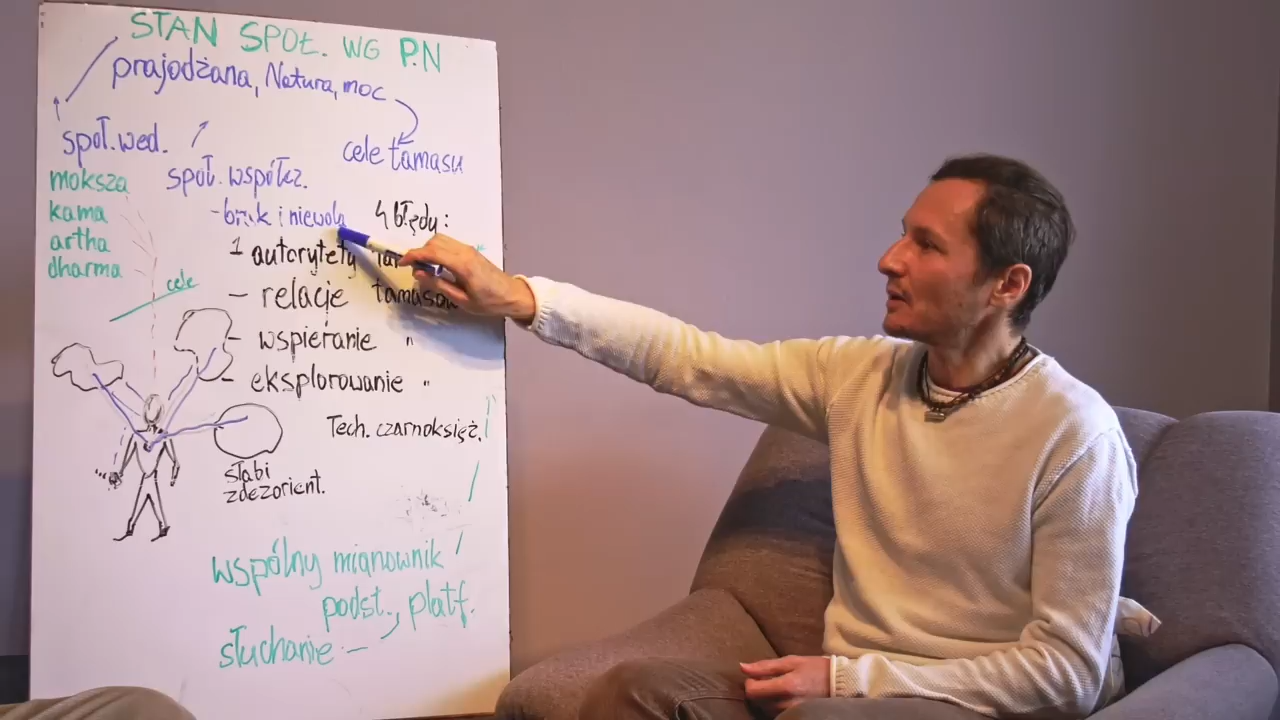 STAN SPOŁ. WG P.N
prajodżana, Natura, moc
społ. wed.
cele tamasu
moksza
kama
artha
dharma
społ. współcz.
- brak i niewola
4 błędy:
1 autorytety
- relacje
- wspieranie "
- eksplorowanie "
cele
Tech. czarnoksięż.
słabi
zdezorient.
wspólny mianownik
podst., platf.
słuchanie -